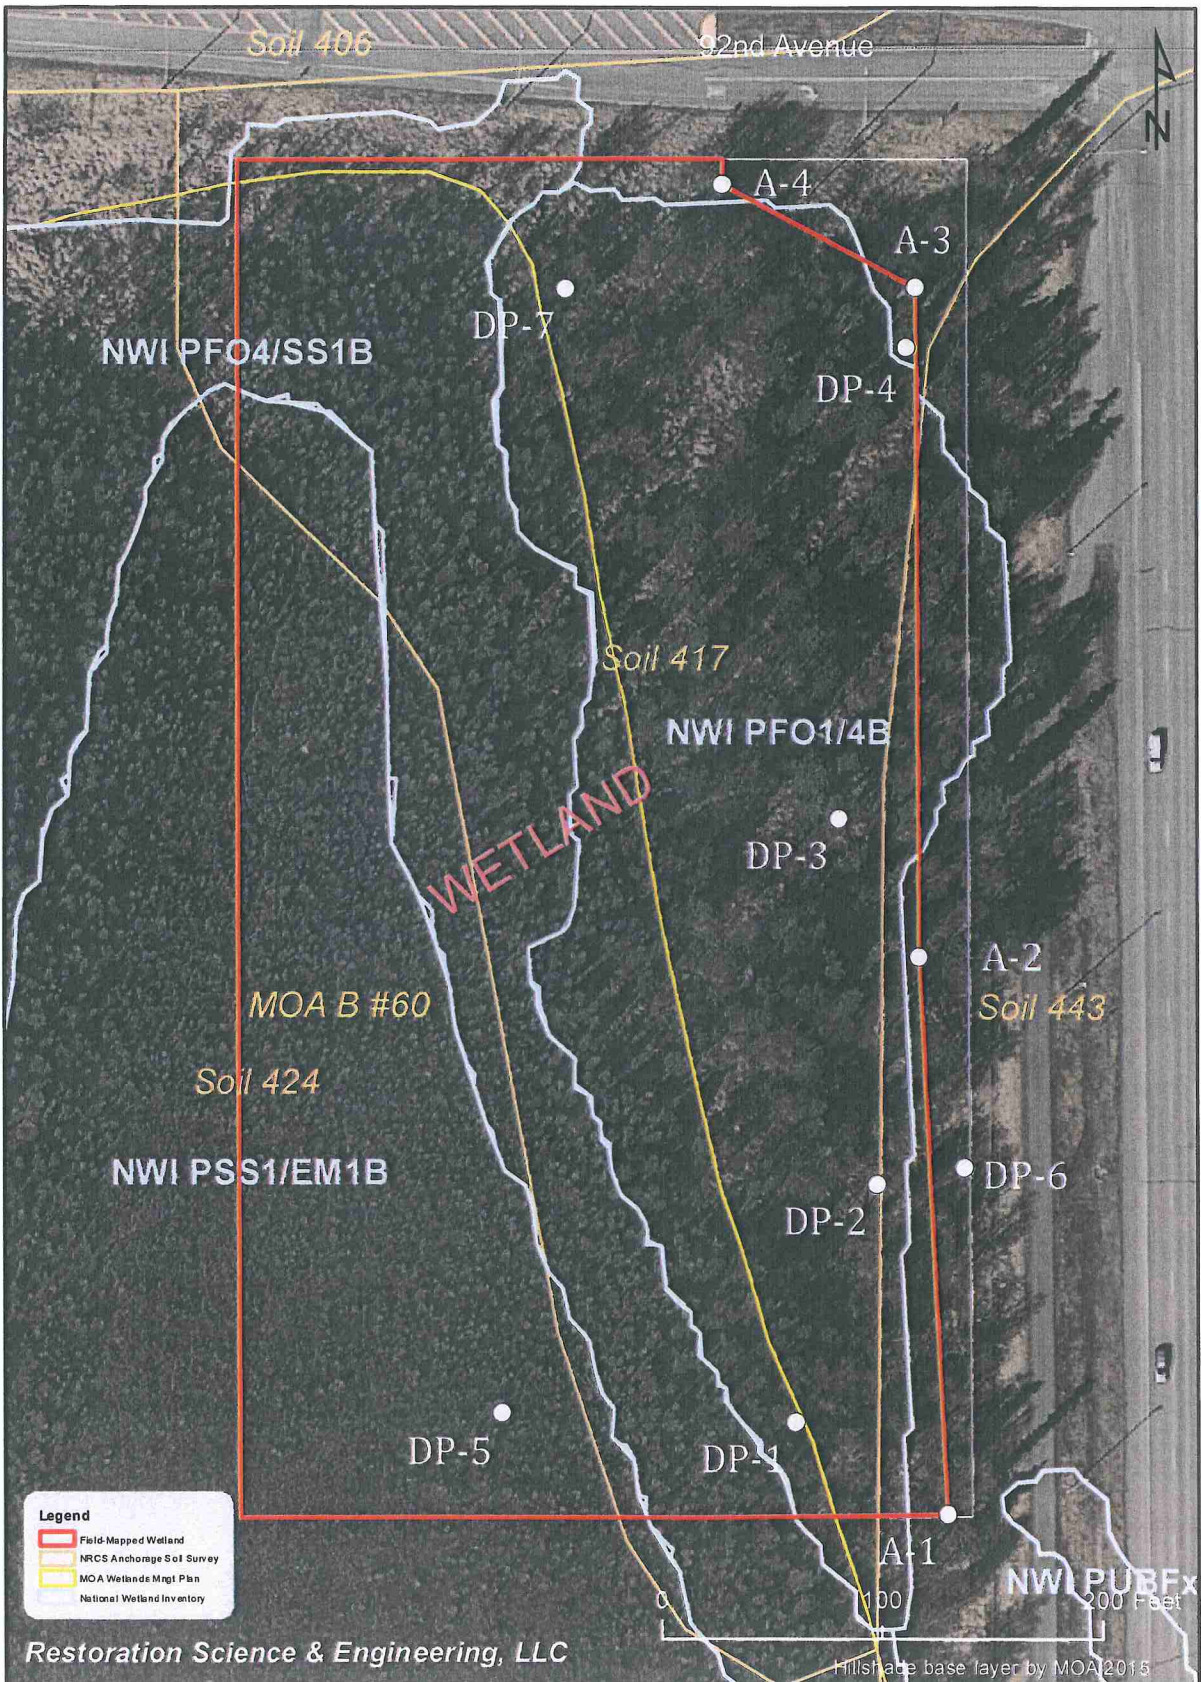 Soil 406
92nd Avenue
N
A-4
A-3
DP-7
NWI PFO4/SS1B
DP-4
Soil 417
NWI PFO1/4B
WETLAND
DP-3
A-2
MOA B #60
Soil 443
Soil 424
NWI PSS1/EM1B
DP-6
DP-2
DP-5
DP-1
A-1
NWI PUBFx
0 100 200 Feet
Legend
Field-Mapped Wetland
NRCS Anchorage Soil Survey
MOA Wetlands Mngt Plan
National Wetland Inventory
Restoration Science & Engineering, LLC
Hillshade base layer by MOA 2015